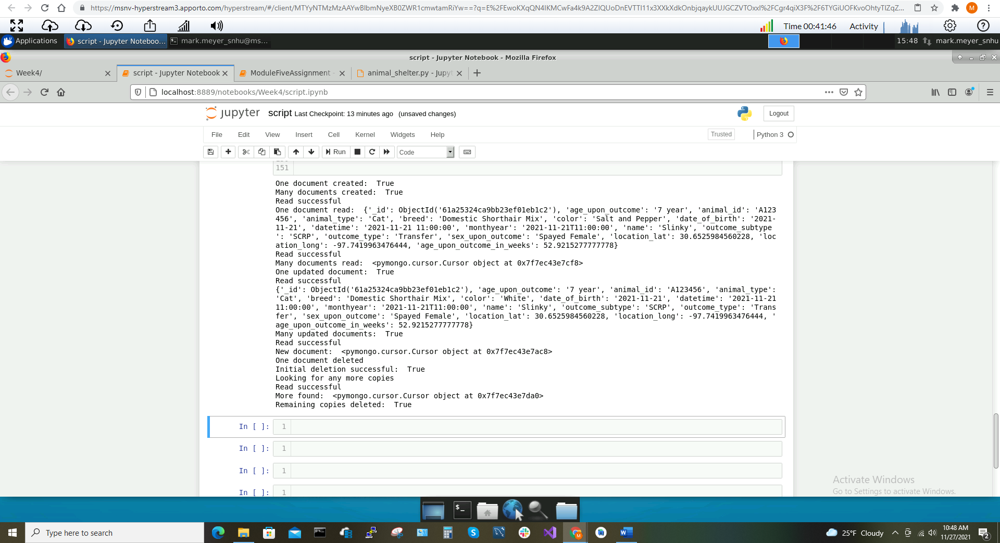 https://msnv-hyperstream3.apporto.com/hyperstream/#/client/
Time 00:41:46 Activity
Applications script - Jupyter Noteboo... mark.meyer_snhu@ms... 15:48 mark.meyer_snhu
script - Jupyter Notebook - Mozilla Firefox
Week4/ script - Jupyter Notebook ModuleFiveAssignment - animal_shelter.py - Jupyt
localhost:8889/notebooks/Week4/script.ipynb
jupyter script Last Checkpoint: 13 minutes ago (unsaved changes) Logout
File Edit View Insert Cell Kernel Widgets Help Trusted Python 3
Run Code
151
One document created:  True
Many documents created:  True
Read successful
One document read:  {'_id': ObjectId('61a25324ca9bb23ef01eb1c2'), 'age_upon_outcome': '7 year', 'animal_id': 'A123
456', 'animal_type': 'Cat', 'breed': 'Domestic Shorthair Mix', 'color': 'Salt and Pepper', 'date_of_birth': '2021-
11-21', 'datetime': '2021-11-21 11:00:00', 'monthyear': '2021-11-21T11:00:00', 'name': 'Slinky', 'outcome_subtype
': 'SCRP', 'outcome_type': 'Transfer', 'sex_upon_outcome': 'Spayed Female', 'location_lat': 30.6525984560228, 'loc
ation_long': -97.7419963476444, 'age_upon_outcome_in_weeks': 52.9215277777778}
Read successful
Many documents read:  <pymongo.cursor.Cursor object at 0x7f7ec43e7cf8>
One updated document:  True
Read successful
{'_id': ObjectId('61a25324ca9bb23ef01eb1c2'), 'age_upon_outcome': '7 year', 'animal_id': 'A123456', 'animal_type':
'Cat', 'breed': 'Domestic Shorthair Mix', 'color': 'White', 'date_of_birth': '2021-11-21', 'datetime': '2021-11-21
11:00:00', 'monthyear': '2021-11-21T11:00:00', 'name': 'Slinky', 'outcome_subtype': 'SCRP', 'outcome_type': 'Trans
fer', 'sex_upon_outcome': 'Spayed Female', 'location_lat': 30.6525984560228, 'location_long': -97.7419963476444, '
age_upon_outcome_in_weeks': 52.9215277777778}
Many updated documents:  True
Read successful
New document:  <pymongo.cursor.Cursor object at 0x7f7ec43e7ac8>
One document deleted
Initial deletion successful:  True
Looking for any more copies
Read successful
More found:  <pymongo.cursor.Cursor object at 0x7f7ec43e7da0>
Remaining copies deleted:  True
In [ ]: 1
In [ ]: 1
In [ ]: 1
In [ ]: 1
Activate Windows
Go to Settings to activate Windows.
Type here to search
25°F Cloudy
10:48 AM
11/27/2021
2